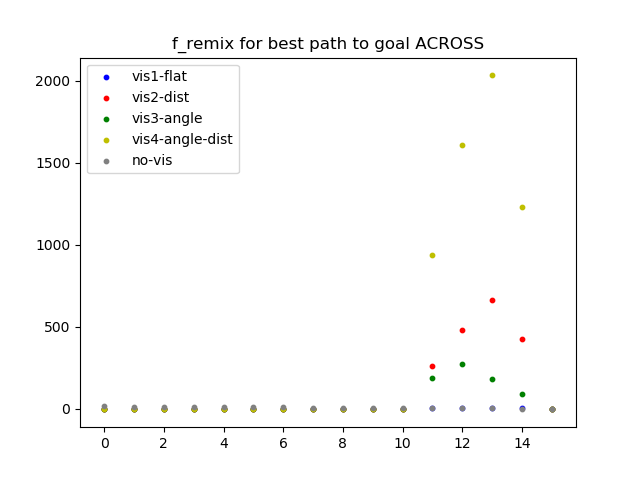 f_remix for best path to goal ACROSS
vis1-flat
vis2-dist
vis3-angle
vis4-angle-dist
no-vis
2000
1500
1000
500
0
0 2 4 6 8 10 12 14